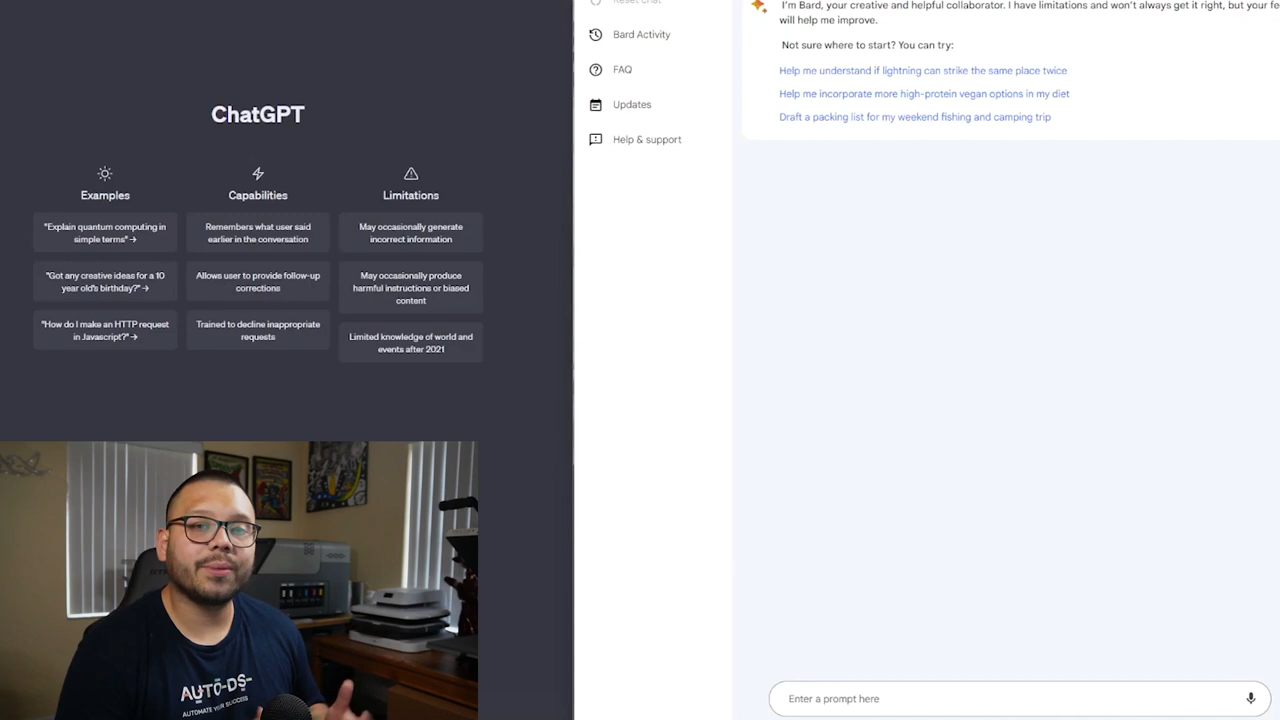 ChatGPT
Examples
"Explain quantum computing in
simple terms" →
"Got any creative ideas for a 10
year old's birthday?" →
"How do I make an HTTP request
in Javascript?" →
Capabilities
Remembers what user said
earlier in the conversation
Allows user to provide follow-up
corrections
Trained to decline inappropriate
requests
Limitations
May occasionally generate
incorrect information
May occasionally produce
harmful instructions or biased
content
Limited knowledge of world and
events after 2021
AUTO-DS
AUTOMATE YOUR SUCCESS
Reset chat
Bard Activity
FAQ
Updates
Help & support
I'm Bard, your creative and helpful collaborator. I have limitations and won't always get it right, but your fe
will help me improve.
Not sure where to start? You can try:
Help me understand if lightning can strike the same place twice
Help me incorporate more high-protein vegan options in my diet
Draft a packing list for my weekend fishing and camping trip
Enter a prompt here